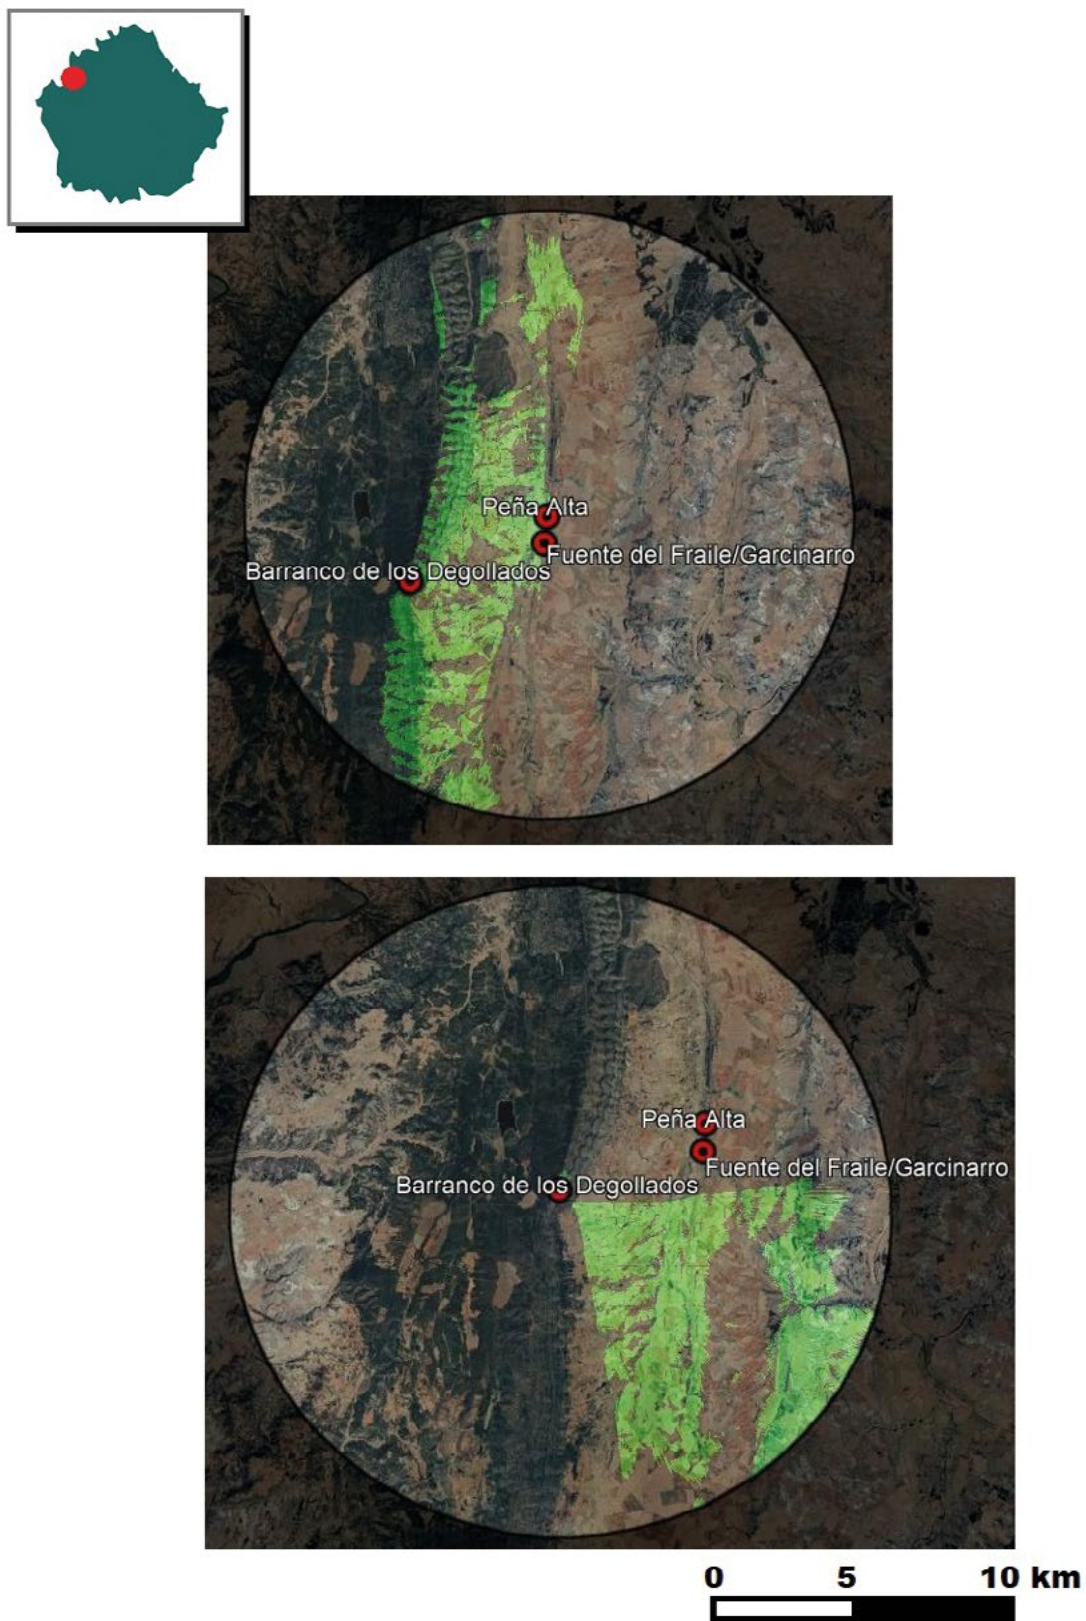 Peña Alta
Fuente del Fraile/Garcinarro
Barranco de los Degollados
Peña Alta
Fuente del Fraile/Garcinarro
Barranco de los Degollados
0 5 10 km